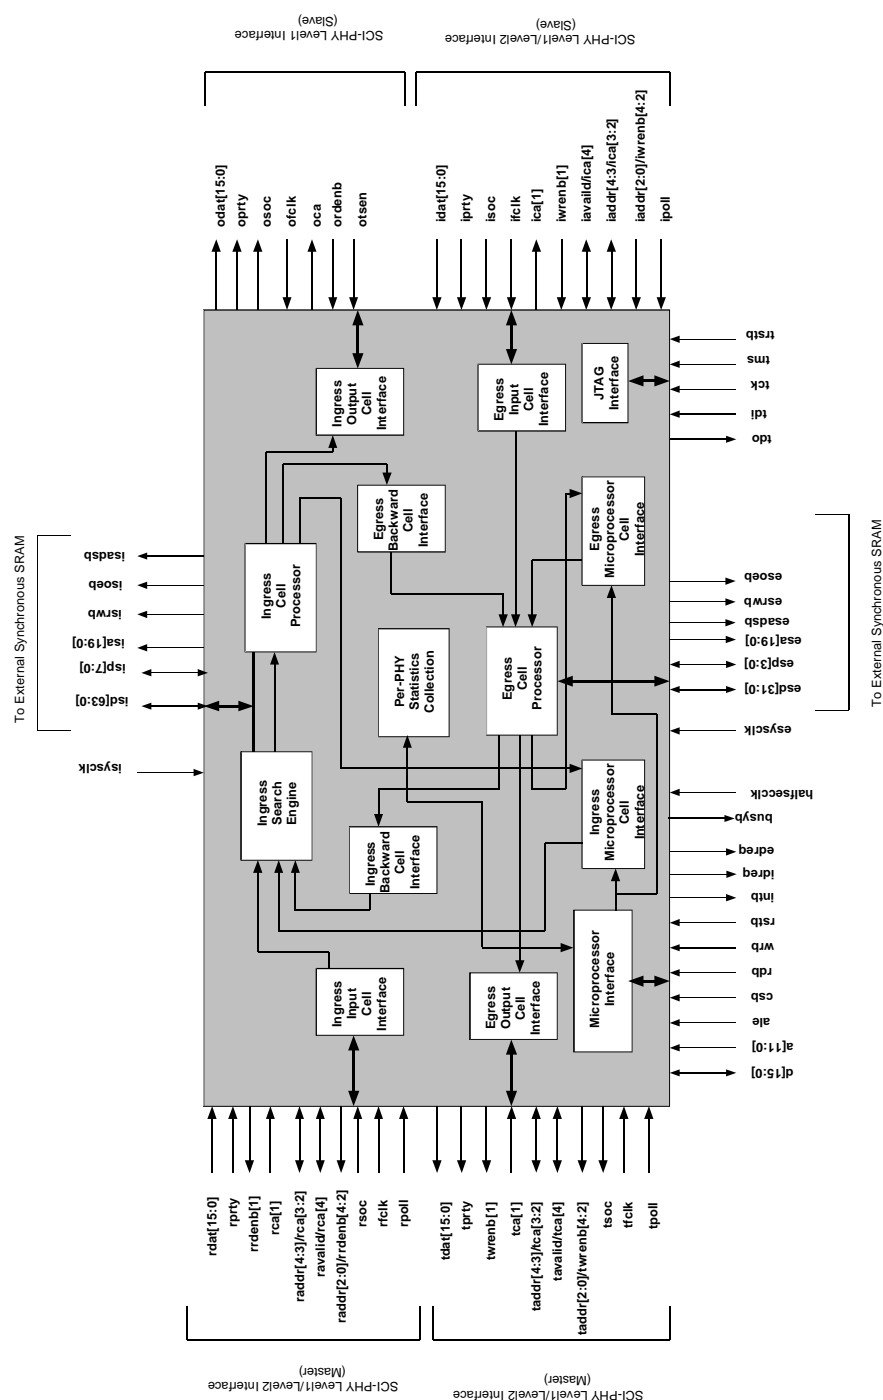 SCI-PHY Level1 Interface
(Slave)
SCI-PHY Level1/Level2 Interface
(Slave)
odat[15:0]
oprty
osoc
ofclk
oca
ordenb
otsen
idat[15:0]
iprty
isoc
ifclk
ica[1]
iwrenb[1]
iavaild/ica[4]
iaddr[4:3]/ica[3:2]
iaddr[2:0]/iwrenb[4:2]
ipoll
To External Synchronous SRAM
isadsb
isoeb
isrwb
isa[19:0]
isp[7:0]
isd[63:0]
isysclk
Ingress
Output
Cell
Interface
Egress
Input
Cell
Interface
JTAG
Interface
Egress
Backward
Cell
Interface
Egress
Microprocessor
Cell
Interface
Ingress
Cell
Processor
Per-PHY
Statistics
Collection
Egress
Cell
Processor
Ingress
Search
Engine
Ingress
Backward
Cell
Interface
Ingress
Microprocessor
Cell
Interface
Ingress
Input
Cell
Interface
Egress
Output
Cell
Interface
Microprocessor
Interface
trstb
tms
tck
tdi
tdo
esoeb
esrwb
esadsb
esa[19:0]
esp[3:0]
esd[31:0]
To External Synchronous SRAM
esysclk
halfsecclk
busyb
edreq
idreq
intb
rstb
wrb
rdb
csb
ale
a[11:0]
d[15:0]
rdat[15:0]
rprty
rrdenb[1]
rca[1]
raddr[4:3]/rca[3:2]
ravalid/rca[4]
raddr[2:0]/rrdenb[4:2]
rsoc
rfclk
rpoll
tdat[15:0]
tprty
twrenb[1]
tca[1]
taddr[4:3]/tca[3:2]
tavalid/tca[4]
taddr[2:0]/twrenb[4:2]
tsoc
tfclk
tpoll
SCI-PHY Level1/Level2 Interface
(Master)
SCI-PHY Level1/Level2 Interface
(Master)